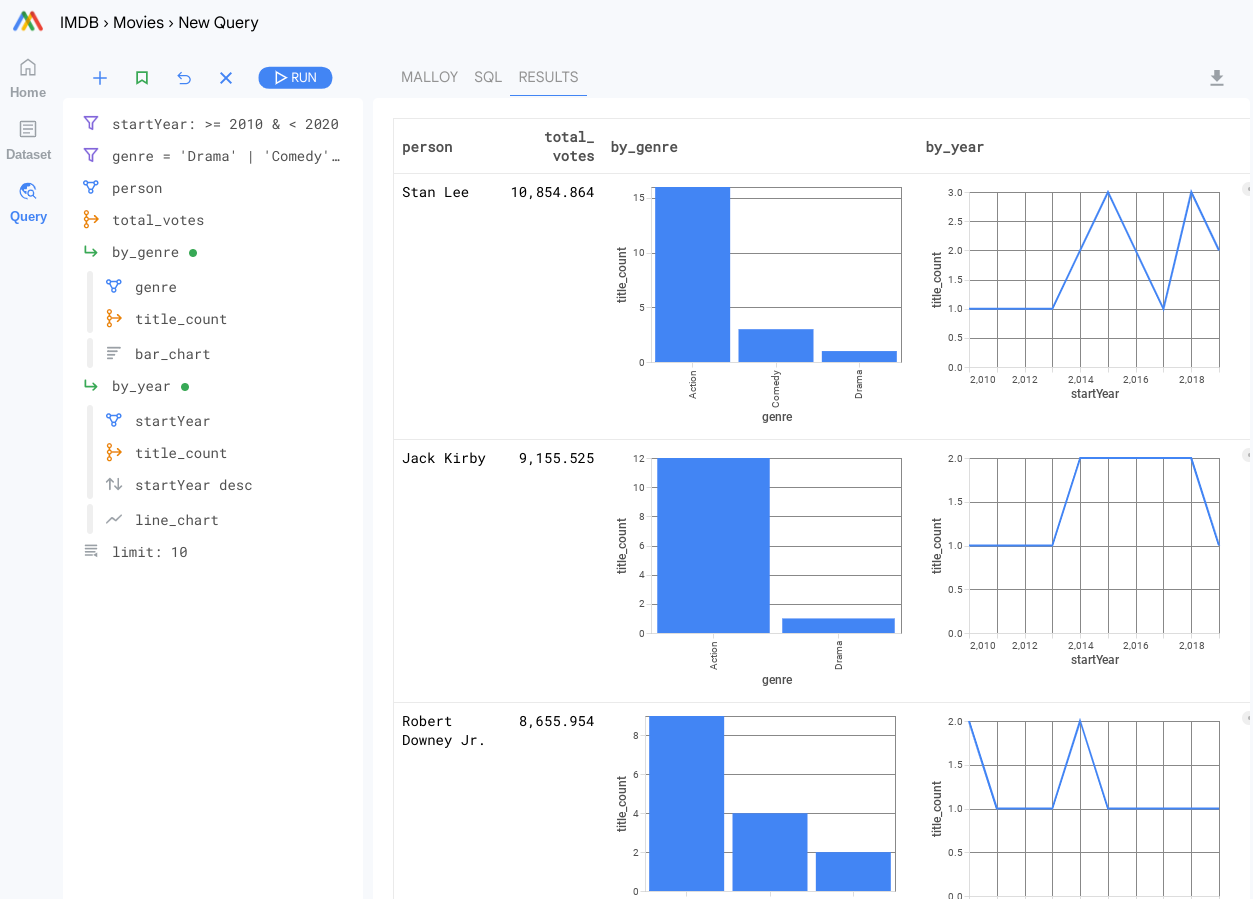 IMDB › Movies › New Query
Home
Dataset
Query
RUN
startYear: >= 2010 & < 2020
genre = 'Drama' | 'Comedy'…
person
total_votes
by_genre
genre
title_count
bar_chart
by_year
startYear
title_count
startYear desc
line_chart
limit: 10
MALLOY SQL RESULTS
person total_
votes by_genre by_year
Stan Lee 10,854.864
15
10
5
0
title_count
Action Comedy Drama
genre
3.0
2.5
2.0
1.5
1.0
0.5
0.0
title_count
2,010 2,012 2,014 2,016 2,018
startYear
Jack Kirby 9,155.525
12
10
8
6
4
2
0
title_count
Action Drama
genre
2.0
1.5
1.0
0.5
0.0
title_count
2,010 2,012 2,014 2,016 2,018
startYear
Robert
Downey Jr. 8,655.954
8
6
4
2
0
title_count
2.0
1.5
1.0
0.5
0.0
title_count